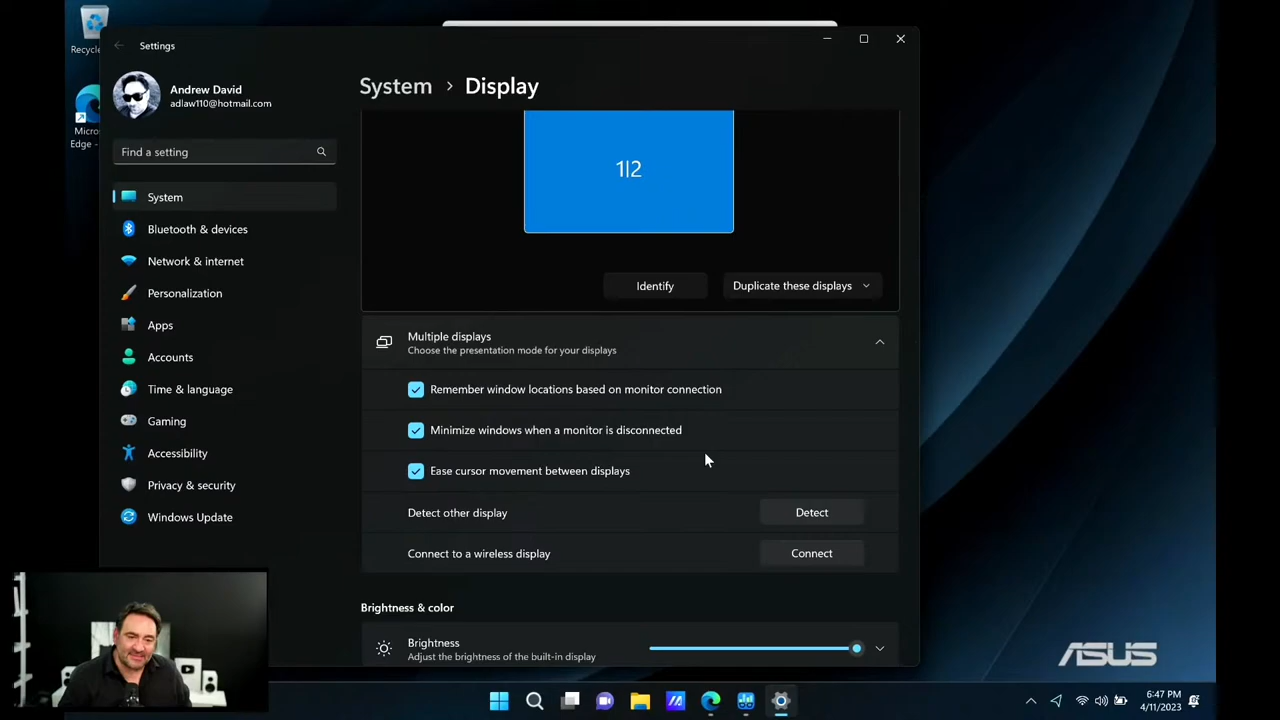 Recycle
Settings
Andrew David
adlaw110@hotmail.com
System > Display
Micros
Edge -
Find a setting
1|2
System
Bluetooth & devices
Network & internet
Identify
Duplicate these displays
Personalization
Apps
Multiple displays
Choose the presentation mode for your displays
Accounts
Time & language
Remember window locations based on monitor connection
Gaming
Minimize windows when a monitor is disconnected
Accessibility
Ease cursor movement between displays
Privacy & security
Windows Update
Detect other display
Detect
Connect to a wireless display
Connect
Brightness & color
Brightness
Adjust the brightness of the built-in display
ASUS
6:47 PM
4/11/2023